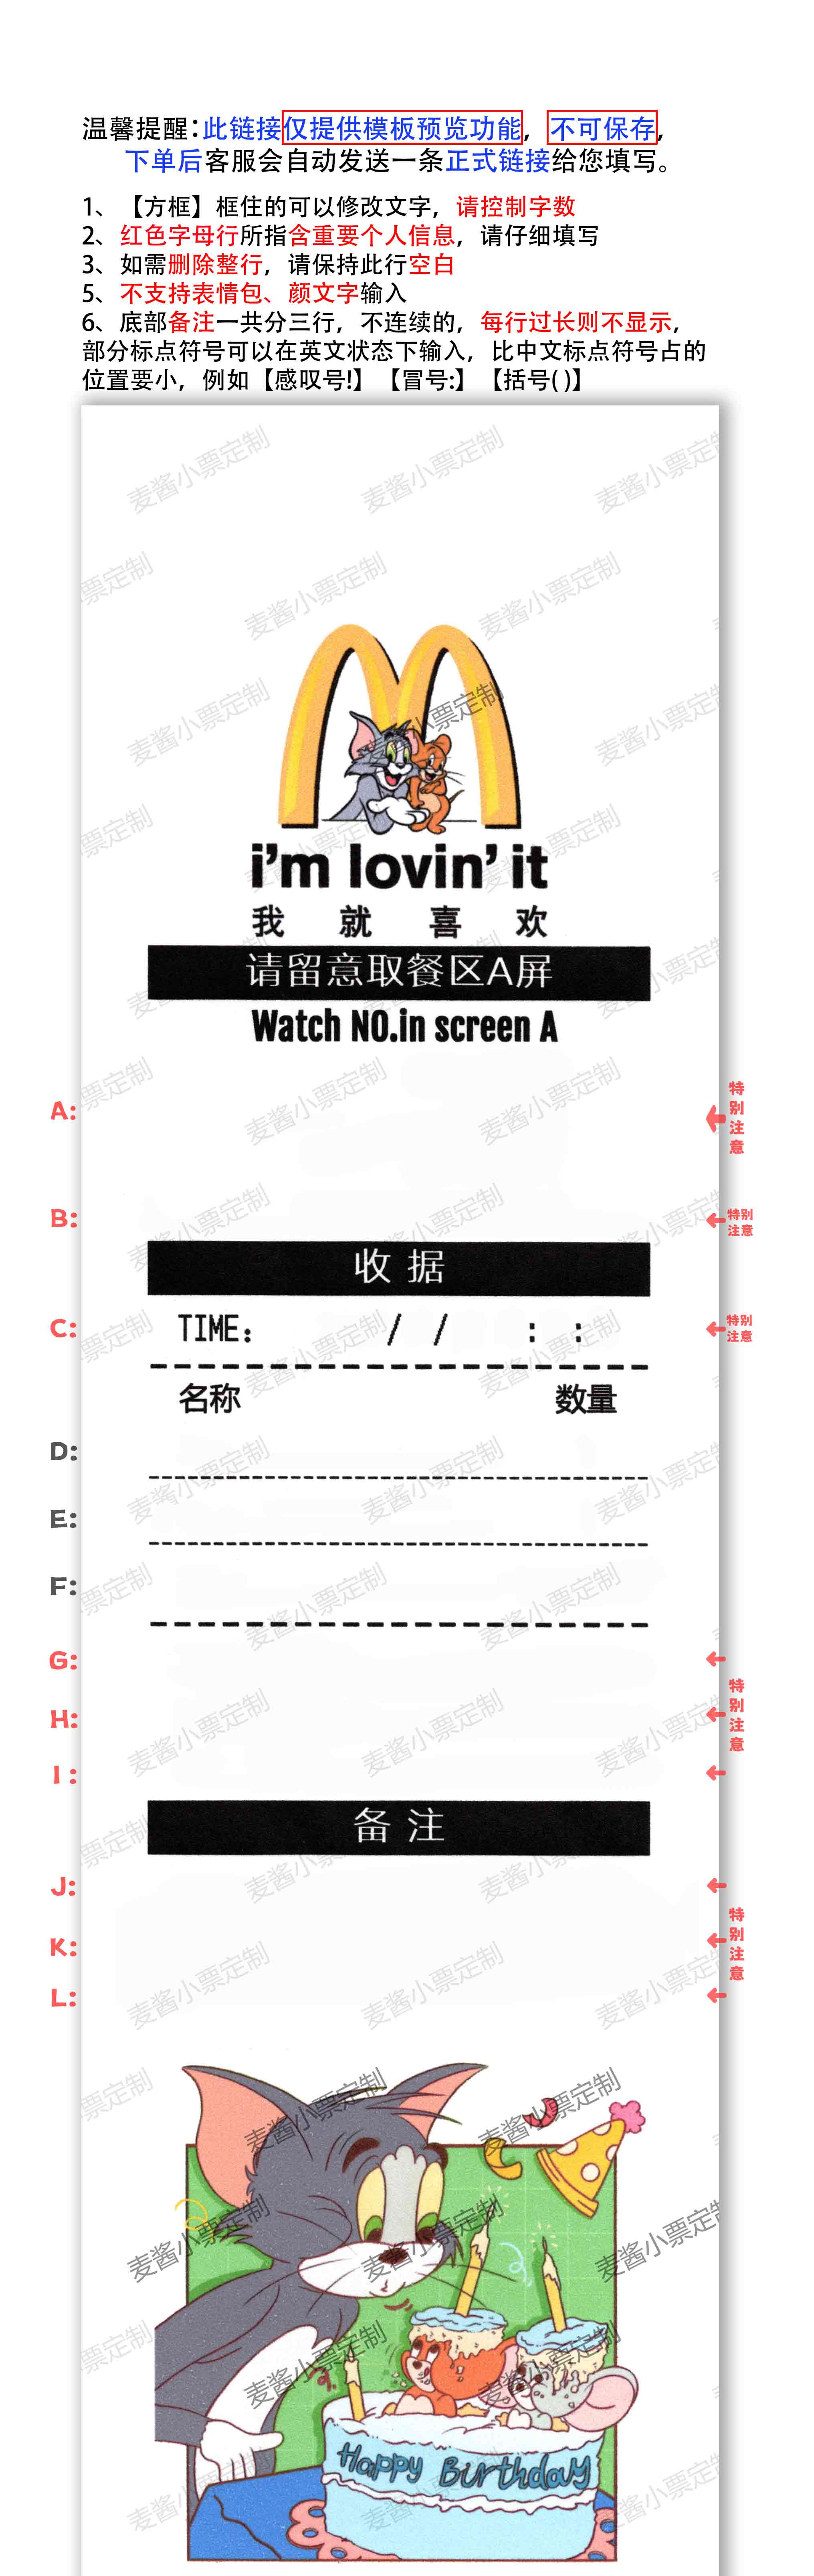 温馨提醒:此链接仅提供模板预览功能，不可保存，
下单后客服会自动发送一条正式链接给您填写。
1、【方框】框住的可以修改文字，请控制字数
2、红色字母行所指含重要个人信息，请仔细填写
3、如需删除整行，请保持此行空白
5、不支持表情包、颜文字输入
6、底部备注一共分三行，不连续的，每行过长则不显示，
部分标点符号可以在英文状态下输入，比中文标点符号占的
位置要小，例如【感叹号!】【冒号:】【括号( )】
麦酱小票定制
i'm lovin' it
我就喜欢
请留意取餐区A屏
Watch NO.in screen A
A:
特别注意
B:
特别注意
收据
C:
TIME: / / : :
特别注意
名称 数量
D:
E:
F:
G:
H:
I:
特别注意
备注
J:
K:
L:
特别注意
Happy Birthday